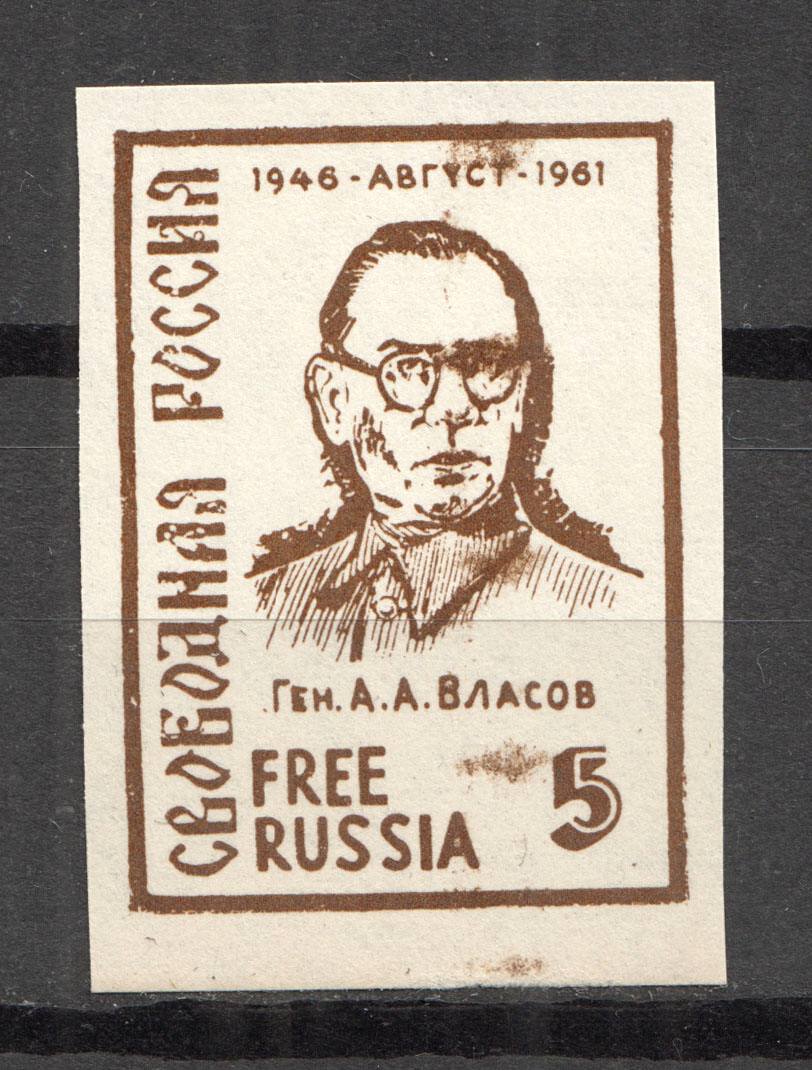 1946 - АВГУСТ - 1961
СВОБОДНАЯ РОССИЯ
ГЕН. А.А. ВЛАСОВ
FREE
RUSSIA
5